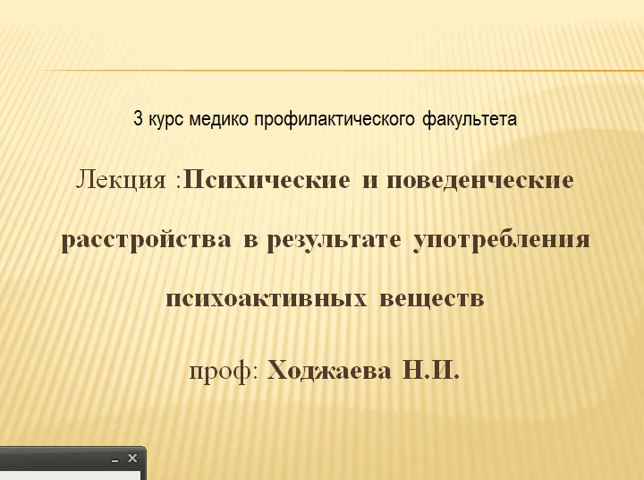 3 курс медико профилактического факультета
Лекция :Психические и поведенческие
расстройства в результате употребления
психоактивных веществ
проф: Ходжаева Н.И.